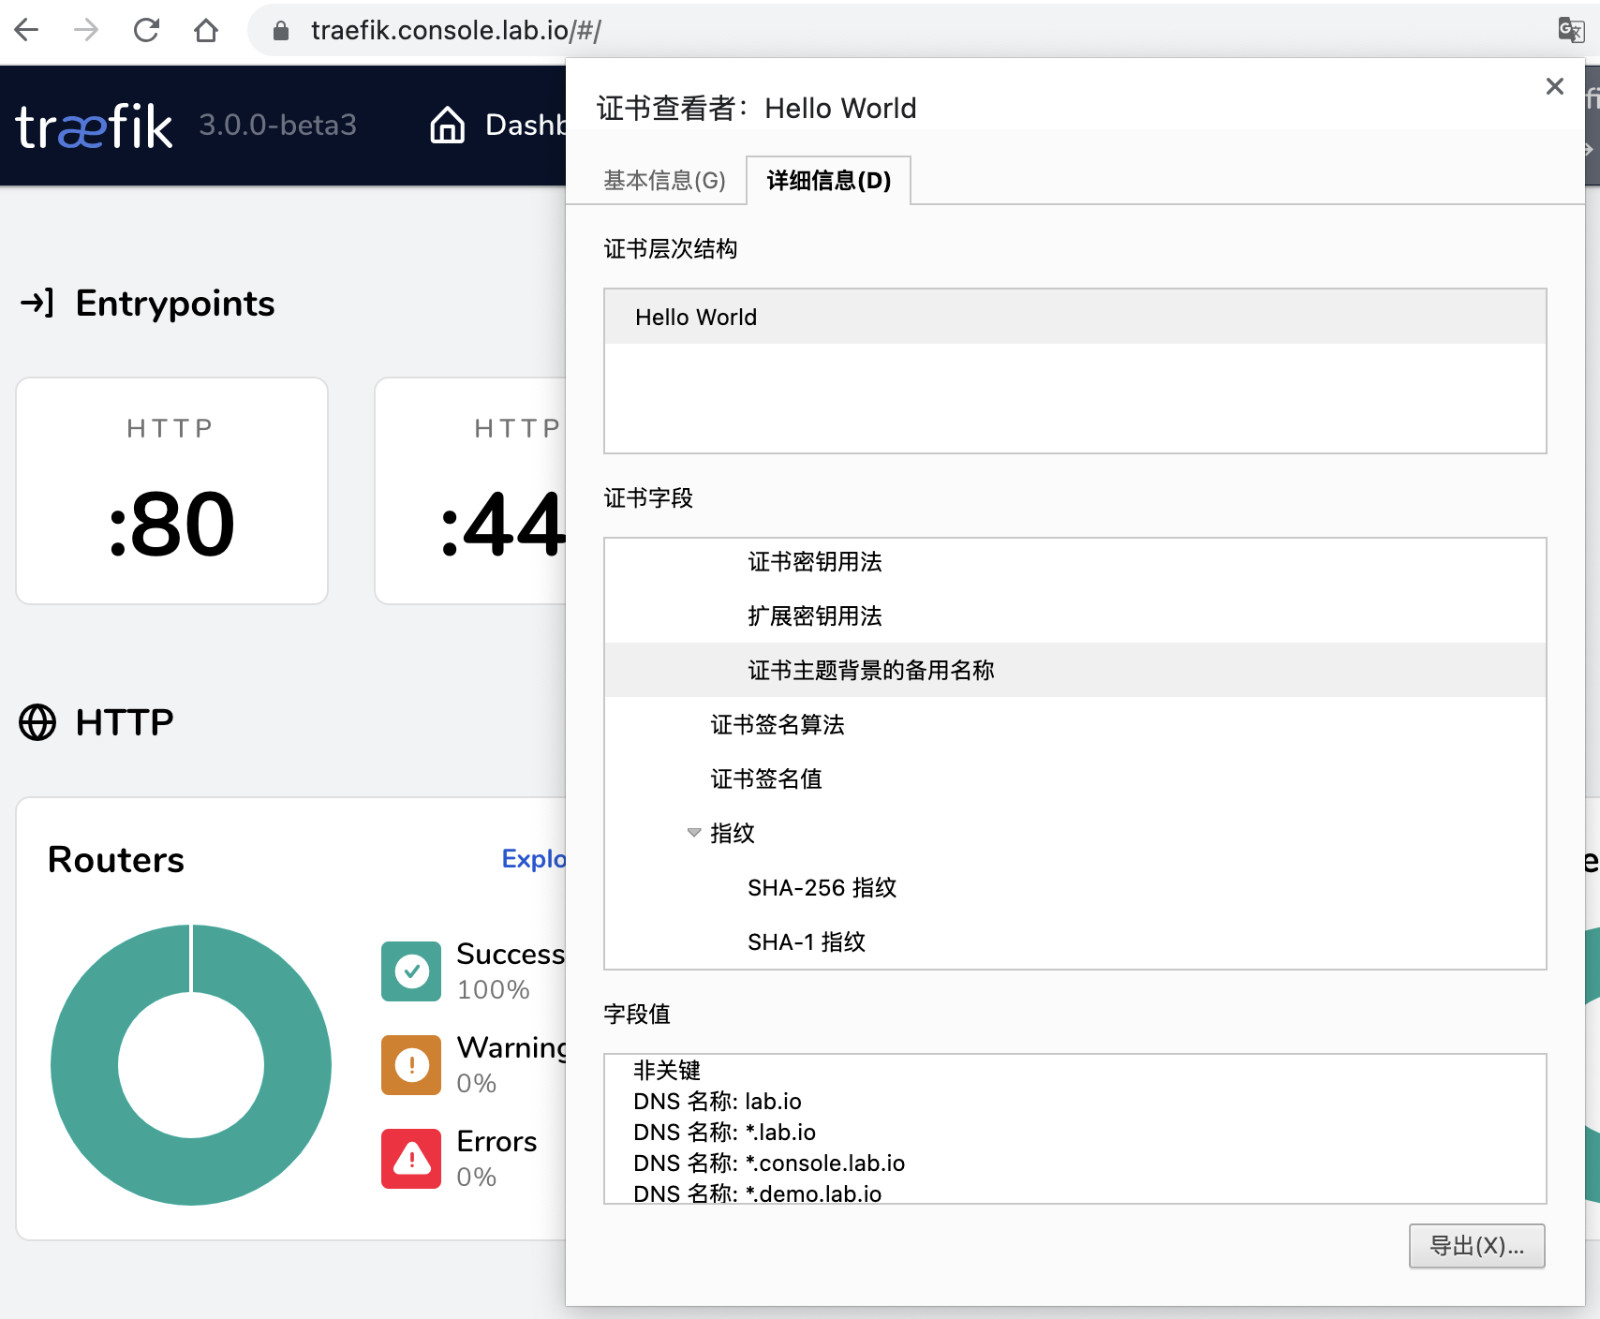 traefik.console.lab.io/#/
træfik 3.0.0-beta3
证书查看者：Hello World
基本信息(G) 详细信息(D)
证书层次结构
Hello World
Entrypoints
HTTP
:80
HTTP
:44
证书字段
证书密钥用法
扩展密钥用法
证书主题背景的备用名称
证书签名算法
证书签名值
指纹
SHA-256 指纹
SHA-1 指纹
HTTP
Routers
Success
100%
0%
Errors
0%
字段值
非关键
DNS 名称: lab.io
DNS 名称: *.lab.io
DNS 名称: *.console.lab.io
DNS 名称: *.demo.lab.io
导出(X)...